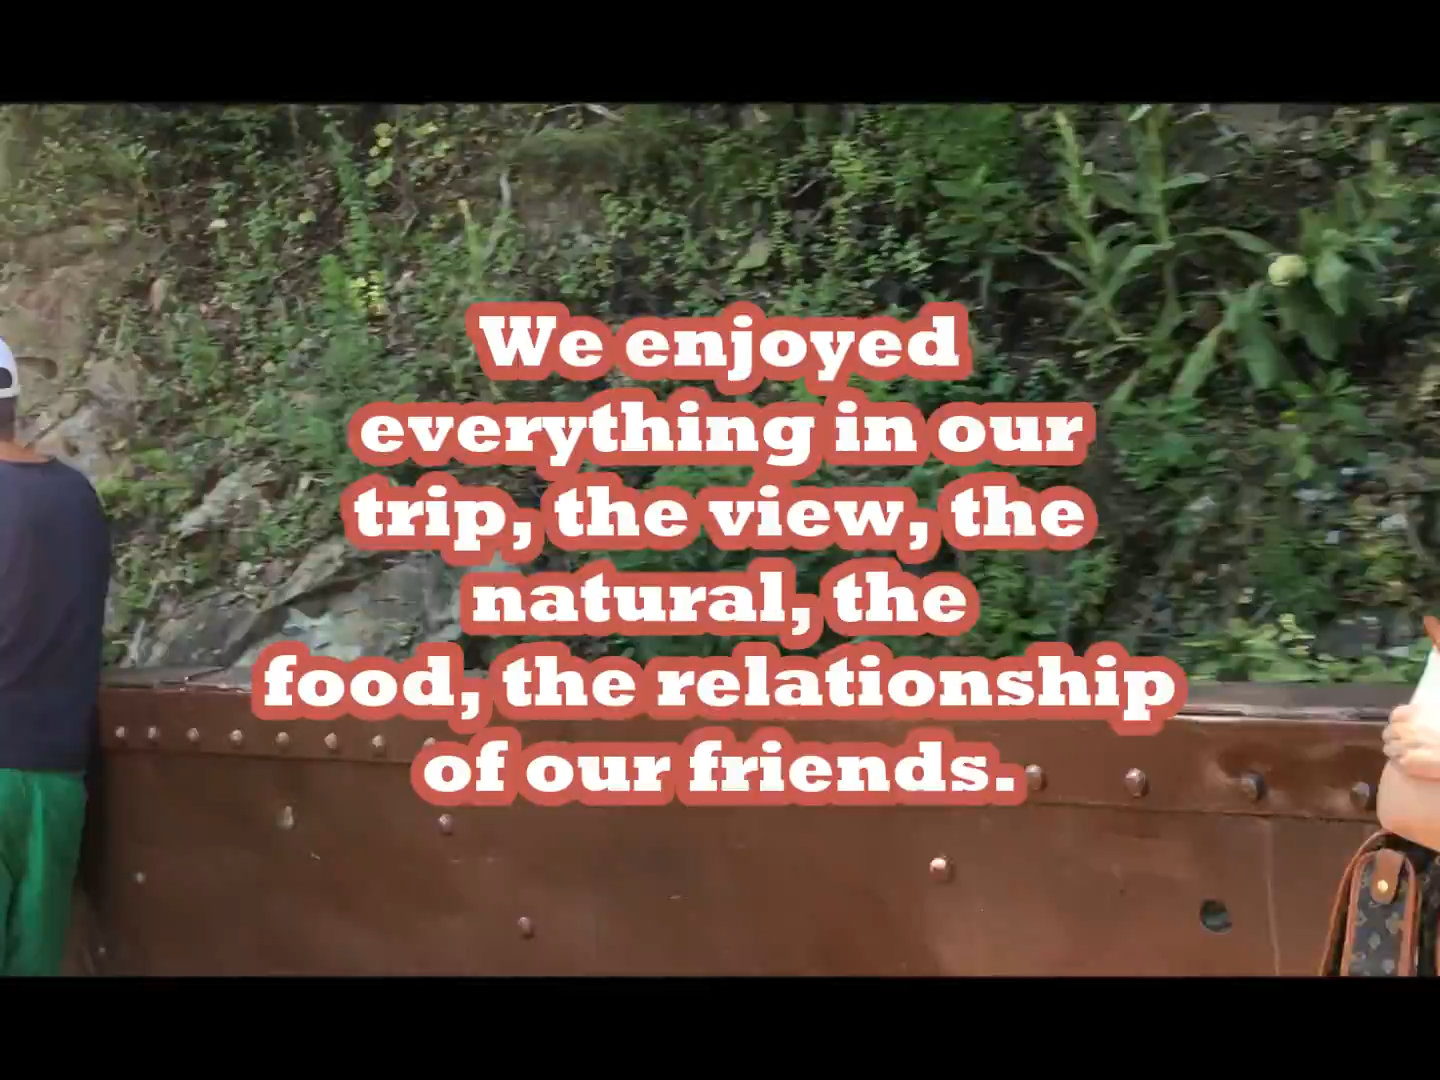 We enjoyed
everything in our
trip, the view, the
natural, the
food, the relationship
of our friends.